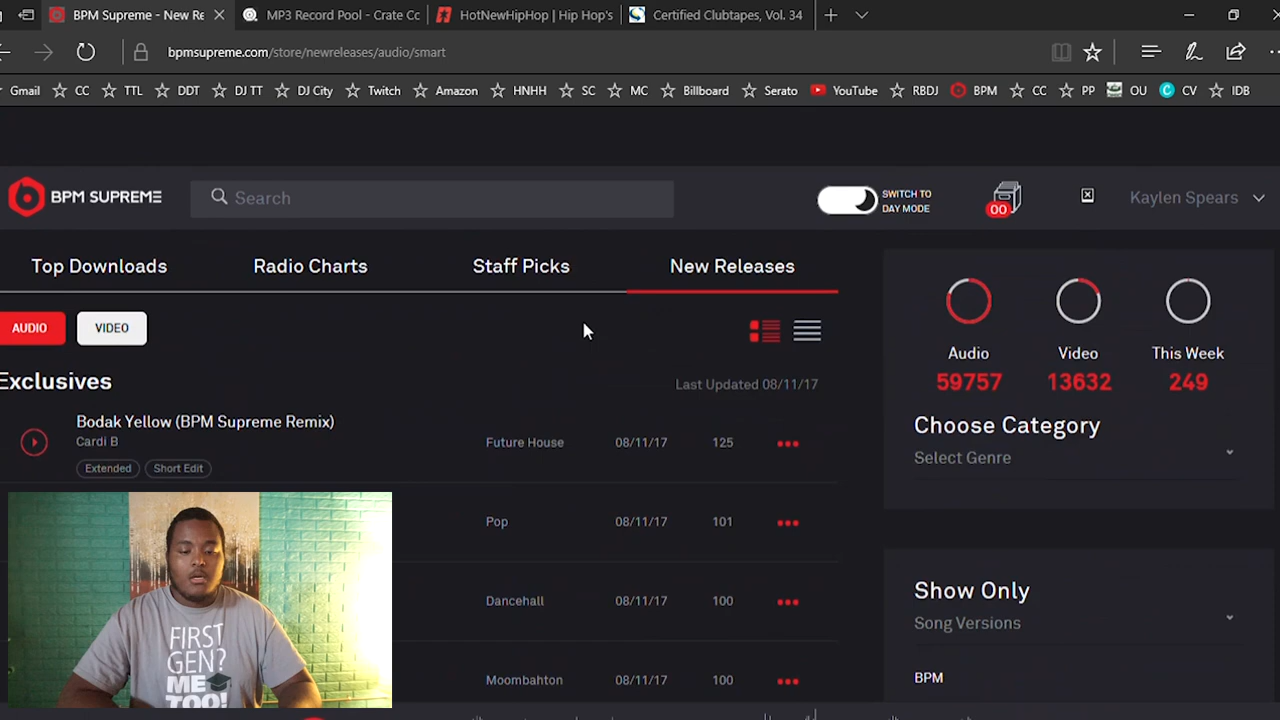 BPM Supreme - New Re
MP3 Record Pool - Crate Co
HotNewHipHop | Hip Hop's
Certified Clubtapes, Vol. 34
bpmsupreme.com/store/newreleases/audio/smart
Gmail CC TTL DDT DJ TT DJ City Twitch Amazon HNHH SC MC Billboard Serato YouTube RBDJ BPM CC PP OU CV IDB
BPM SUPREME
Search
SWITCH TO
DAY MODE
00
Kaylen Spears
Top Downloads Radio Charts Staff Picks New Releases
AUDIO VIDEO
Exclusives
Last Updated 08/11/17
Bodak Yellow (BPM Supreme Remix)
Cardi B
Extended Short Edit
Future House 08/11/17 125
Pop 08/11/17 101
Dancehall 08/11/17 100
Moombahton 08/11/17 100
Audio Video This Week
59757 13632 249
Choose Category
Select Genre
Show Only
Song Versions
BPM
FIRST
GEN?
ME
TOO!